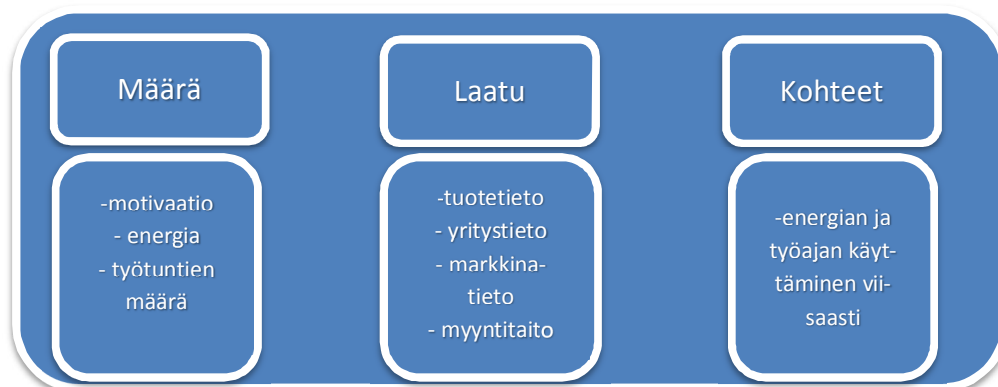 Määrä
-motivaatio
- energia
- työtuntien
määrä
Laatu
-tuotetieto
- yritystieto
- markkina-
tieto
- myyntitaito
Kohteet
-energian ja
työajan käyt-
täminen vii-
saasti